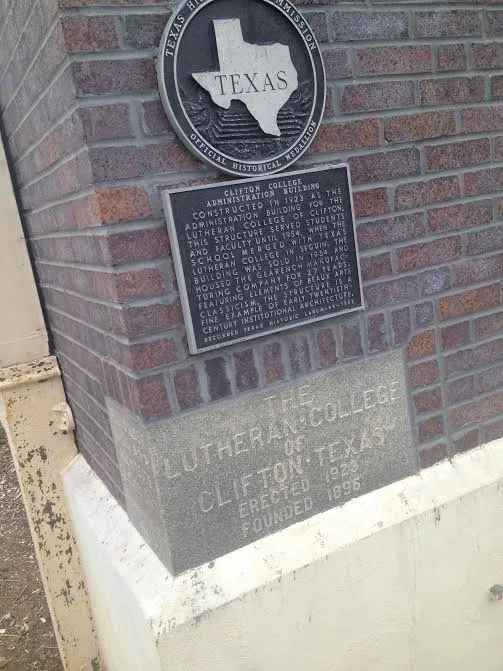 TEXAS HIS COMMISSION
TEXAS
OFFICIAL HISTORICAL MEDALLION
CLIFTON COLLEGE
ADMINISTRATION BUILDING
CONSTRUCTED IN 1923 AS THE
ADMINISTRATION BUILDING FOR THE
LUTHERAN COLLEGE OF CLIFTON,
THIS STRUCTURE SERVED STUDENTS
AND FACULTY UNTIL 1954, WHEN THE
SCHOOL MERGED WITH TEXAS
LUTHERAN COLLEGE IN SEGUIN. THE
BUILDING WAS SOLD IN 1956 AND
HOUSED THE CLARENCH MANUFAC-
TURING COMPANY FOR 27 YEARS.
FEATURING ELEMENTS OF BEAUX ARTS
CLASSICISM, THE STRUCTURE IS A
FINE EXAMPLE OF EARLY TWENTIETH-
CENTURY INSTITUTIONAL ARCHITECTURE.
RECORDED TEXAS HISTORIC LANDMARK
THE
LUTHERAN·COLLEGE
OF
CLIFTON·TEXAS·
ERECTED 1923
FOUNDED 1896